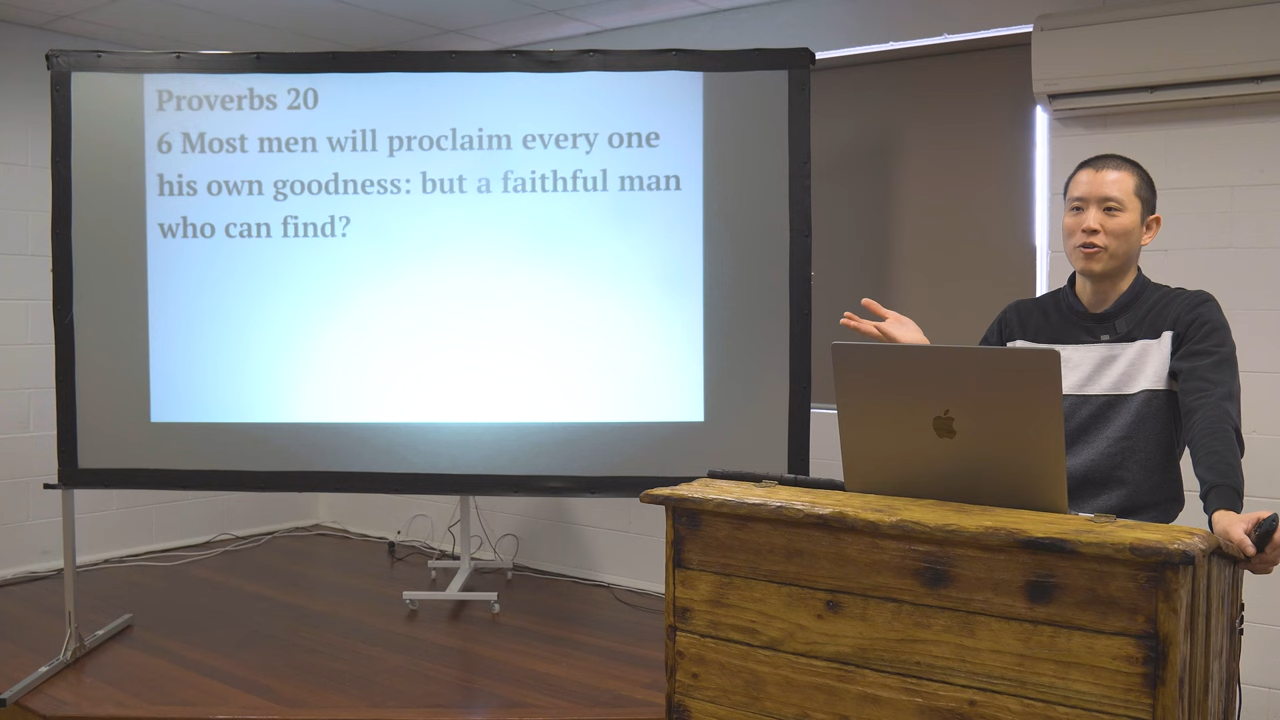 Proverbs 20
6 Most men will proclaim every one
his own goodness: but a faithful man
who can find?